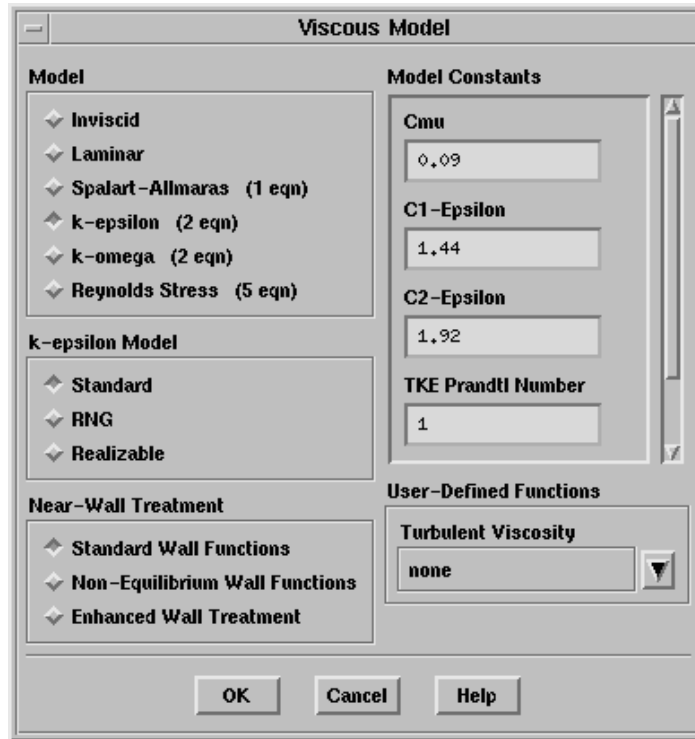 Viscous Model
Model
Inviscid
Laminar
Spalart-Allmaras (1 eqn)
k-epsilon (2 eqn)
k-omega (2 eqn)
Reynolds Stress (5 eqn)
k-epsilon Model
Standard
RNG
Realizable
Near-Wall Treatment
Standard Wall Functions
Non-Equilibrium Wall Functions
Enhanced Wall Treatment
Model Constants
Cmu
0.09
C1-Epsilon
1.44
C2-Epsilon
1.92
TKE Prandtl Number
1
User-Defined Functions
Turbulent Viscosity
none
OK
Cancel
Help